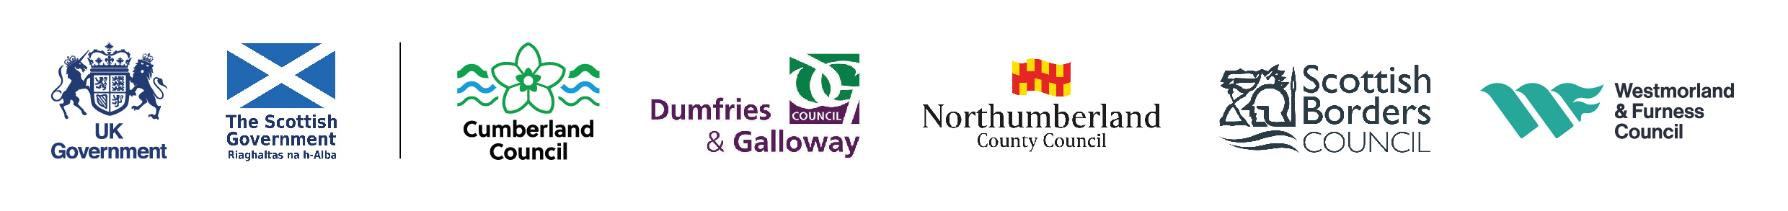 UK
Government
The Scottish
Government
Riaghaltas na h-Alba
Cumberland
Council
Dumfries
COUNCIL
& Galloway
Northumberland
County Council
Scottish
Borders
COUNCIL
Westmorland
& Furness
Council